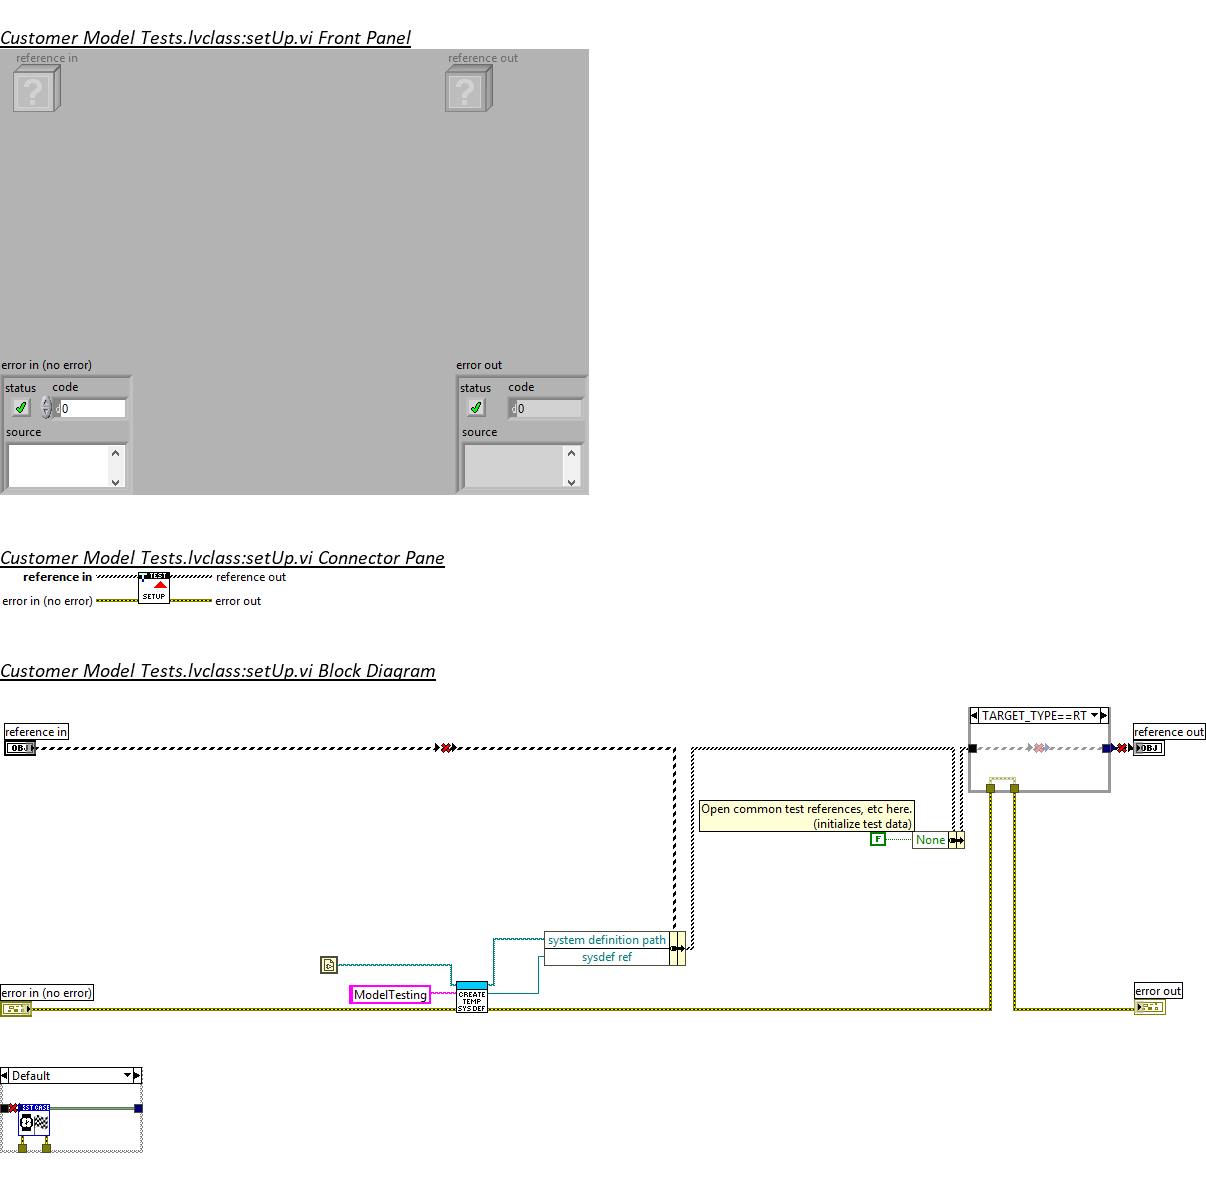 Customer Model Tests.lvclass:setUp.vi Front Panel
reference in
reference out
?
?
error in (no error)
error out
status
code
status
code
d 0
d 0
source
source
Customer Model Tests.lvclass:setUp.vi Connector Pane
reference in
TEST
reference out
SETUP
error in (no error)
error out
Customer Model Tests.lvclass:setUp.vi Block Diagram
TARGET_TYPE==RT
reference in
reference out
OBJ
OBJ
Open common test references, etc here.
(initialize test data)
F
None
system definition path
sysdef ref
ModelTesting
CREATE
TEMP
SYS DEF
error in (no error)
error out
Default
EST CASE